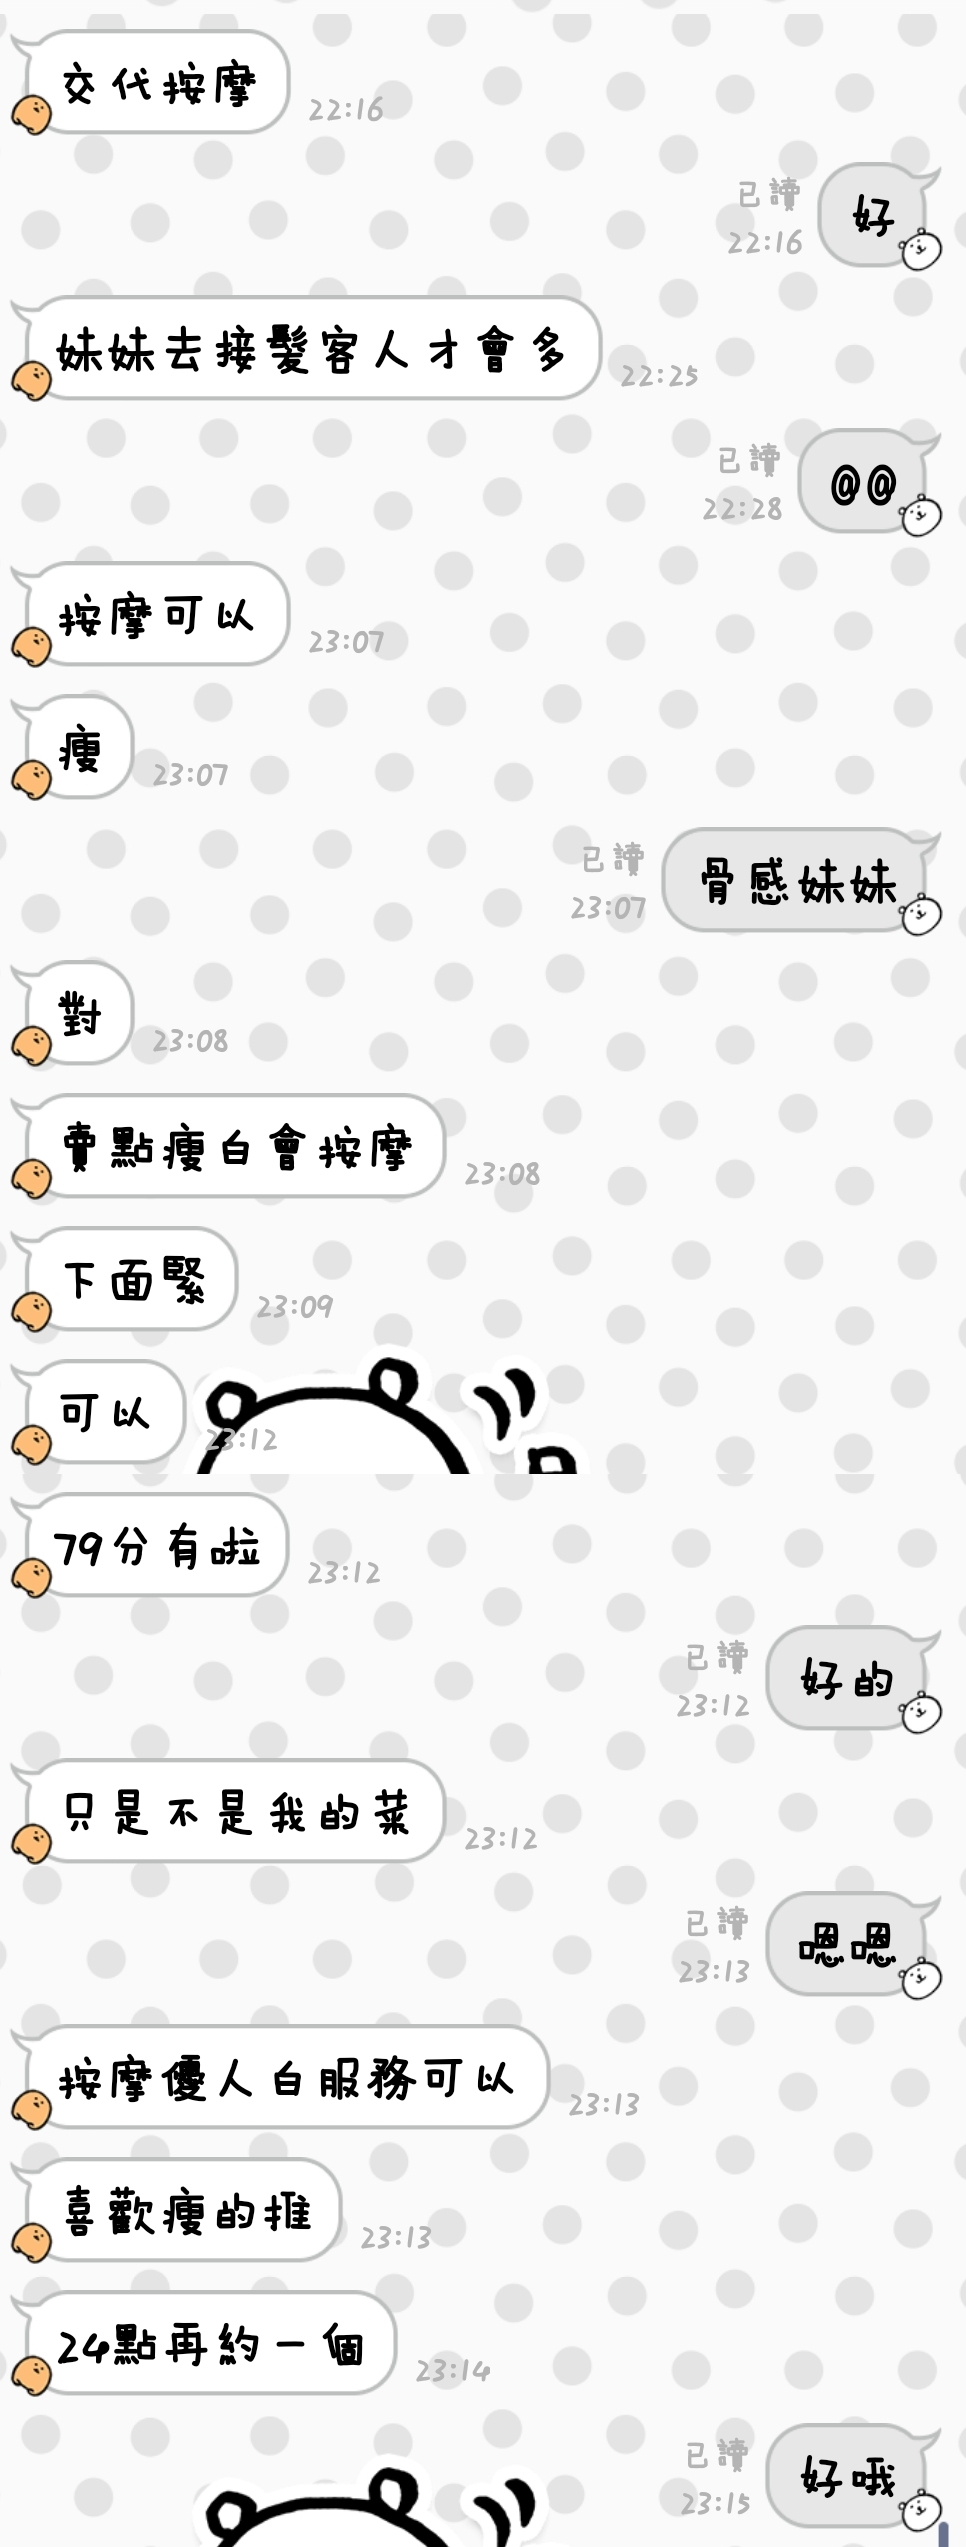 交代按摩
22:16
已讀
22:16
好
妹妹去接髮客人才會多
22:25
已讀
22:28
@@
按摩可以
23:07
瘦
23:07
已讀
23:07
骨感妹妹
對
23:08
賣點瘦白會按摩
23:08
下面緊
23:09
可以
23:12
79分有啦
23:12
已讀
23:12
好的
只是不是我的菜
23:12
已讀
23:13
嗯嗯
按摩優人白服務可以
23:13
喜歡瘦的推
23:13
24點再約一個
23:14
已讀
23:15
好哦